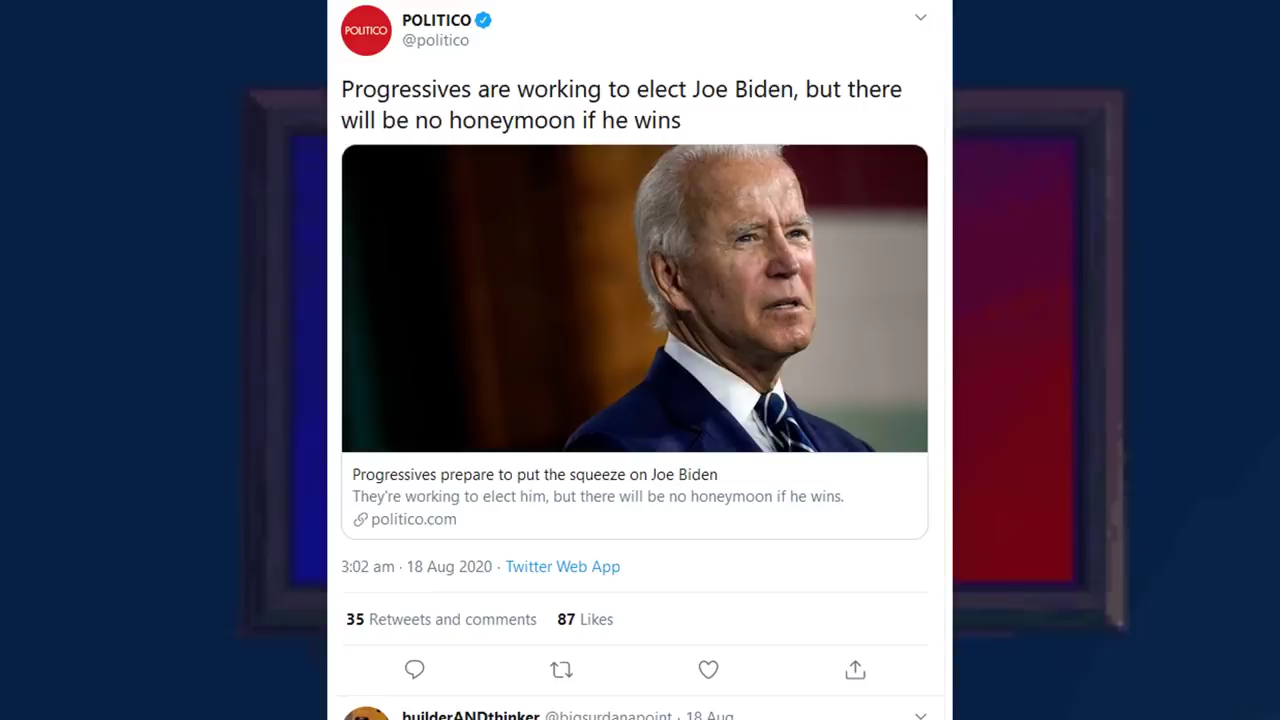 POLITICO
POLITICO
@politico
Progressives are working to elect Joe Biden, but there
will be no honeymoon if he wins
Progressives prepare to put the squeeze on Joe Biden
They're working to elect him, but there will be no honeymoon if he wins.
politico.com
3:02 am · 18 Aug 2020 · Twitter Web App
35 Retweets and comments 87 Likes
builderANDthinker @bigsurdanapoint · 18 Aug